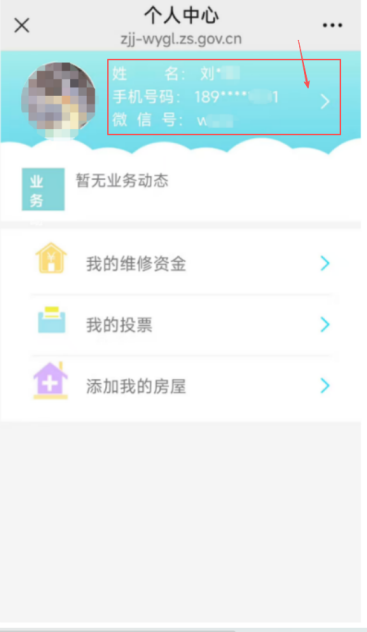 个人中心
zjj-wygl.zs.gov.cn
姓 名： 刘*
手机号码： 189****1
微 信 号： w
业务
暂无业务动态
我的维修资金
我的投票
添加我的房屋